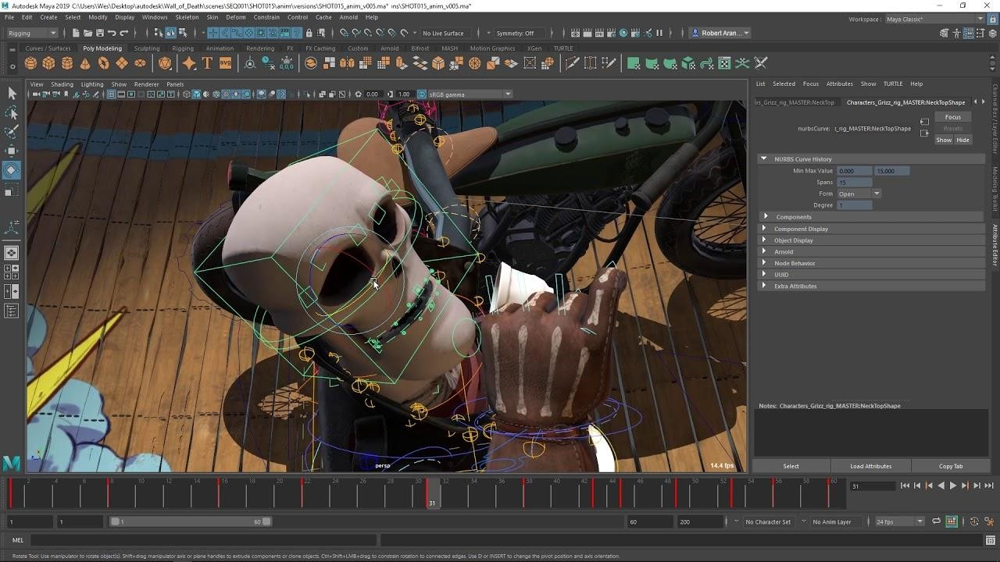 Autodesk Maya 2019 C:\Users\Wes\Desktop\autodesk\Wall_of_Death\scenes\SEQ001\SHOT015\anim\versions\SHOT015_anim_v005.ma* ıns\SHOT015_anim_v005.ma*
File Edit Create Select Modify Display Windows Skeleton Skin Deform Constrain Control Cache Arnold Help
Workspace : Maya Classic*
Rigging No Live Surface Symmetry: Off Robert Aran...
Curves / Surfaces Poly Modeling Sculpting Rigging Animation Rendering FX FX Caching Custom Arnold Bifrost MASH Motion Graphics XGen TURTLE
T SVG 0,0,0
View Shading Lighting Show Renderer Panels
0.00 1.00 sRGB gamma
List Selected Focus Attributes Show TURTLE Help
rs_Grizz_rig_MASTER:NeckTop Characters_Grizz_rig_MASTER:NeckTopShape
Focus
nurbsCurve: r_rig_MASTER:NeckTopShape
Presets
Show Hide
NURBS Curve History
Min Max Value 0.000 15.000
Spans 15
Form Open
Degree 1
Components
Component Display
Object Display
Arnold
Node Behavior
UUID
Extra Attributes
Channel Box / Layer Editor
Modeling Toolkit
Attribute Editor
Notes: Characters_Grizz_rig_MASTER:NeckTopShape
persp
14.4 fps
Select Load Attributes Copy Tab
2 4 6 8 10 12 14 16 18 20 22 24 26 28 30 32 34 36 38 40 42 44 46 48 50 52 54 56 58 60
31
31
1 1 1 60 60 200 No Character Set No Anim Layer 24 fps
MEL
Rotate Tool: Use manipulator to rotate object(s). Shift+drag manipulator axis or plane handles to extrude components or clone objects. Ctrl+Shift+LMB+drag to constrain rotation to connected edges. Use D or INSERT to change the pivot position and axis orientation.